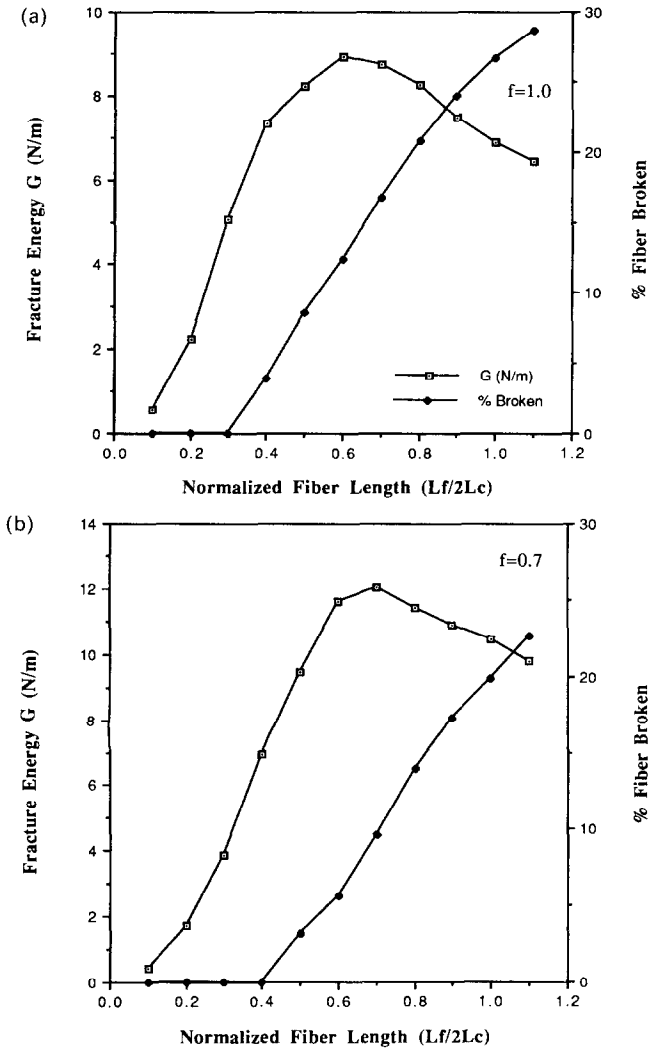 (a)
10
8
6
4
2
0
Fracture Energy G (N/m)
30
20
10
0
% Fiber Broken
f=1.0
G (N/m)
% Broken
0.0 0.2 0.4 0.6 0.8 1.0 1.2
Normalized Fiber Length (Lf/2Lc)
(b)
14
12
10
8
6
4
2
0
Fracture Energy G (N/m)
30
20
10
0
% Fiber Broken
f=0.7
0.0 0.2 0.4 0.6 0.8 1.0 1.2
Normalized Fiber Length (Lf/2Lc)